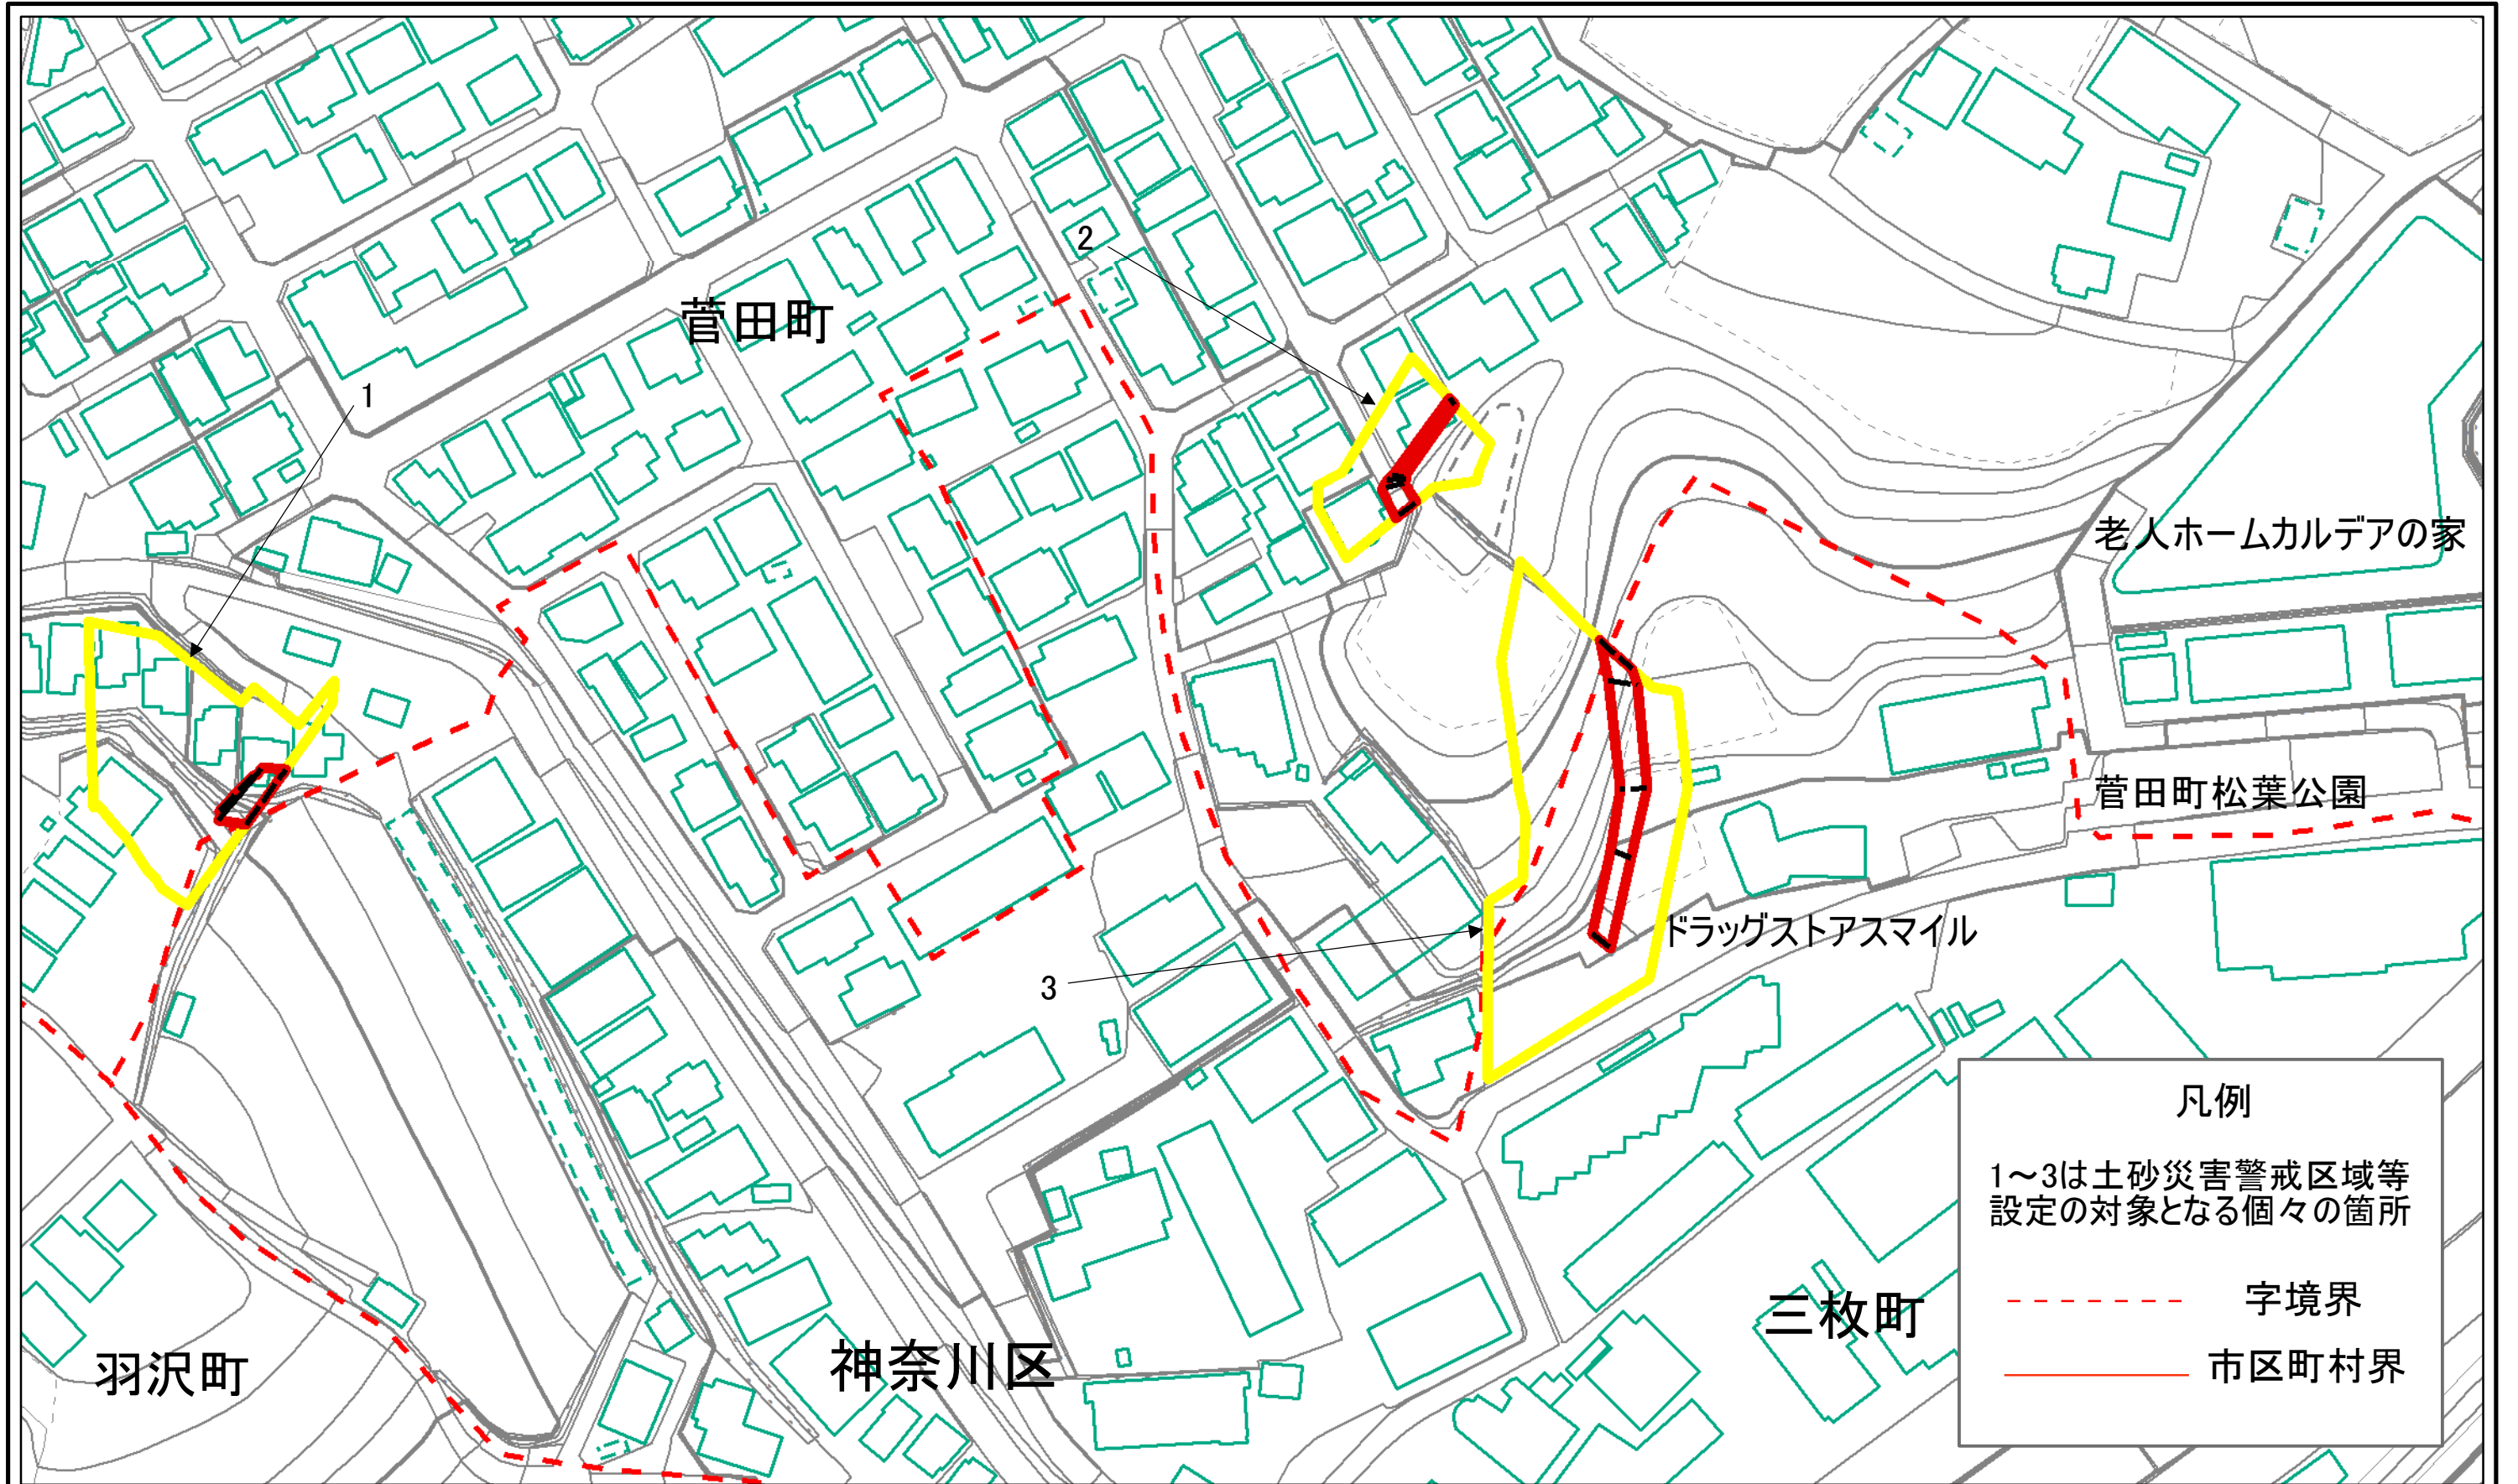 2
菅田町
1
老人ホームカルデアの家
菅田町松葉公園
ドラッグストアスマイル
3
凡例
1～3は土砂災害警戒区域等
設定の対象となる個々の箇所
字境界
市区町村界
三枚町
神奈川区
羽沢町